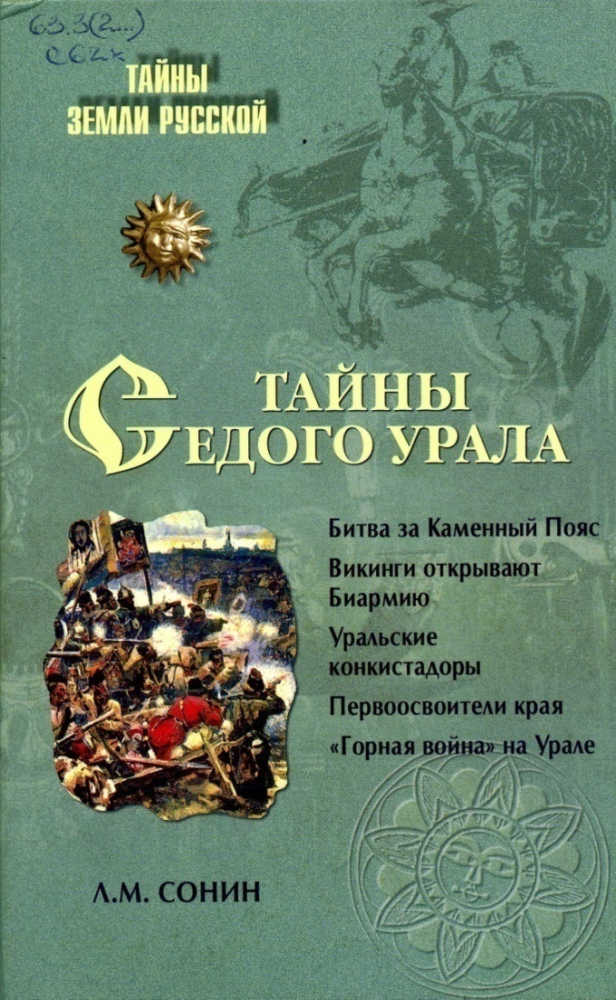 63.3(2...)
С62к
ТАЙНЫ
ЗЕМЛИ РУССКОЙ
ТАЙНЫ
СЕДОГО УРАЛА
Битва за Каменный Пояс
Викинги открывают
Биармию
Уральские
конкистадоры
Первоосвоители края
«Горная война» на Урале
Л.М. СОНИН